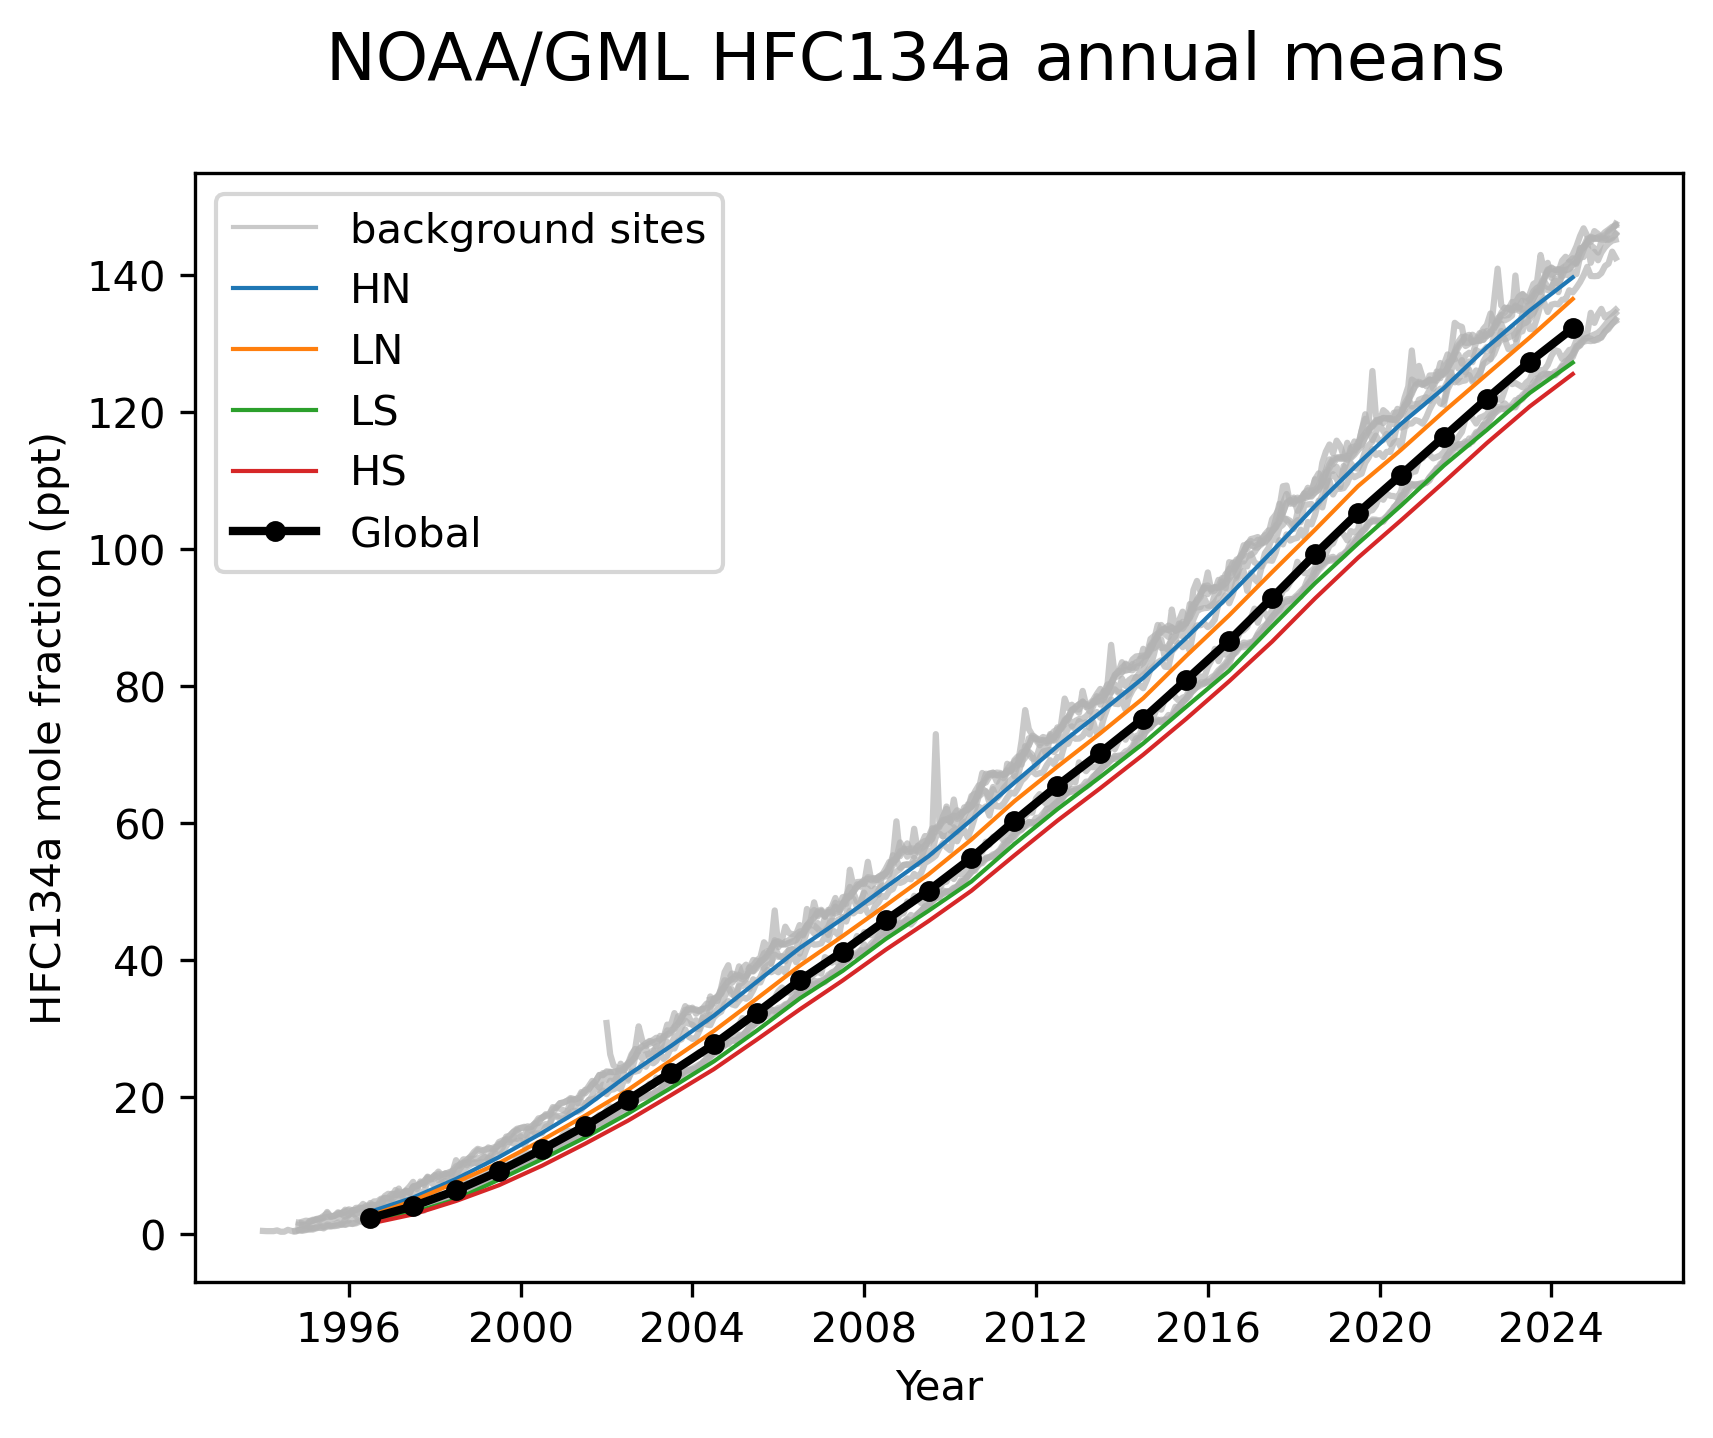 NOAA/GML HFC134a annual means
background sites
HN
LN
LS
HS
Global
140
120
100
80
60
40
20
0
HFC134a mole fraction (ppt)
1996 2000 2004 2008 2012 2016 2020 2024
Year